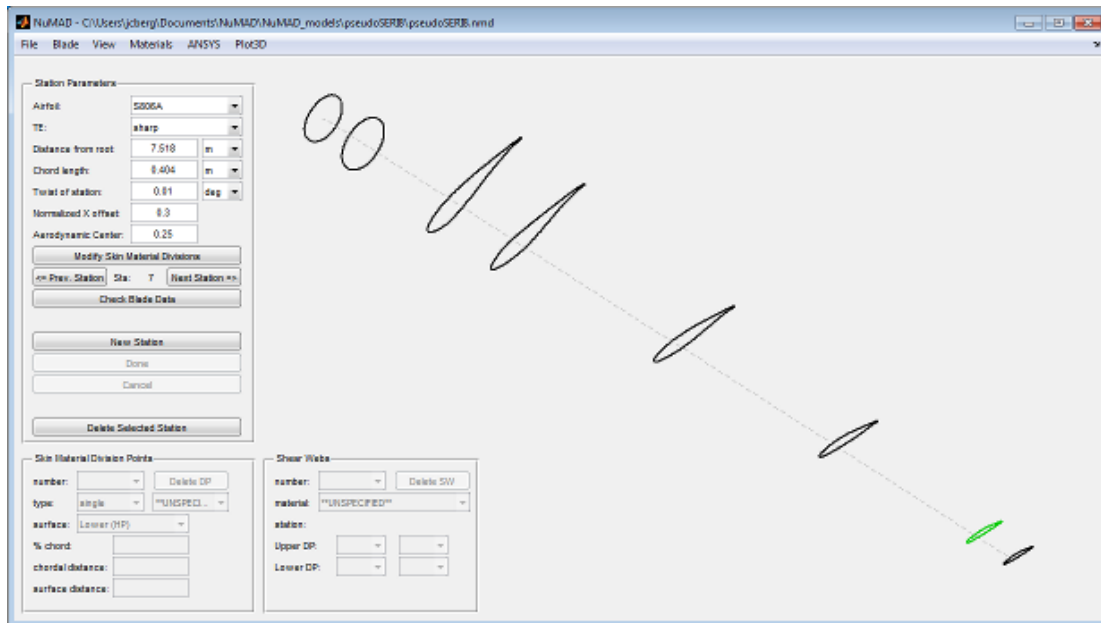 NuMAD - C:\Users\jcberg\Documents\NuMAD\NuMAD_models\pseudoSERI8\pseudoSERI8.nmd
File Blade View Materials ANSYS Plot3D
Station Parameters
Airfoil: S806A
TE: sharp
Distance from root: 7.518 m
Chord length: 0.404 m
Twist of station: 0.01 deg
Normalized X offset: 0.3
Aerodynamic Center: 0.25
Modify Skin Material Divisions
<< Prev. Station Sta: 7 Next Station >>
Check Blade Data
New Station
Done
Cancel
Delete Selected Station
Skin Material Division Points
number: Delete DP
type: single **UNSPECI...
surface: Lower (HP)
% chord:
chordal distance:
surface distance:
Shear Webs
number: Delete SW
material: **UNSPECIFIED**
station:
Upper DP:
Lower DP: